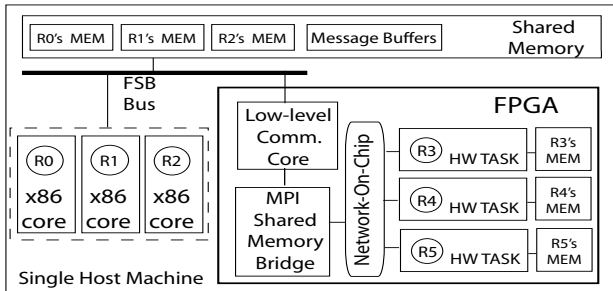 R0's MEM
R1's MEM
R2's MEM
Message Buffers
Shared
Memory
FSB
Bus
R0
x86
core
R1
x86
core
R2
x86
core
Single Host Machine
FPGA
Low-level
Comm.
Core
MPI
Shared
Memory
Bridge
Network-On-Chip
R3
HW TASK
R3's
MEM
R4
HW TASK
R4's
MEM
R5
HW TASK
R5's
MEM